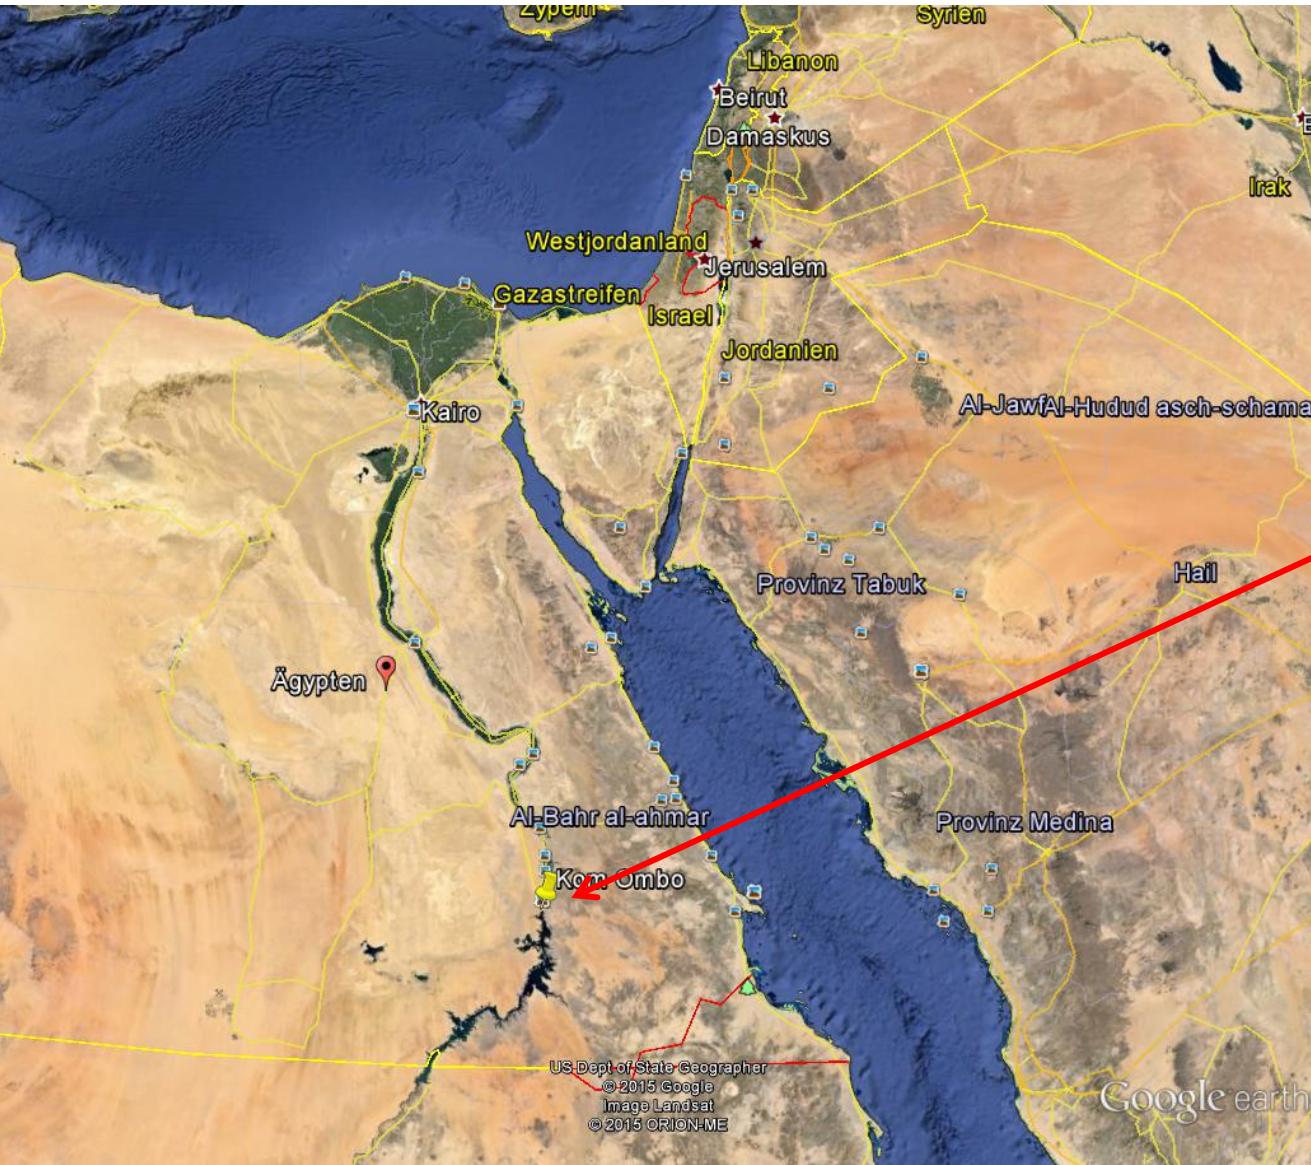 Zypern
Syrien
Libanon
Beirut
Damaskus
Irak
Westjordanland
Jerusalem
Gazastreifen
Israel
Jordanien
Kairo
Al-Jawf
Al-Hudud asch-schama
Provinz Tabuk
Hail
Ägypten
Al-Bahr al-ahmar
Provinz Medina
Kom Ombo
US Dept of State Geographer
© 2015 Google
Image Landsat
© 2015 ORION-ME
Google earth